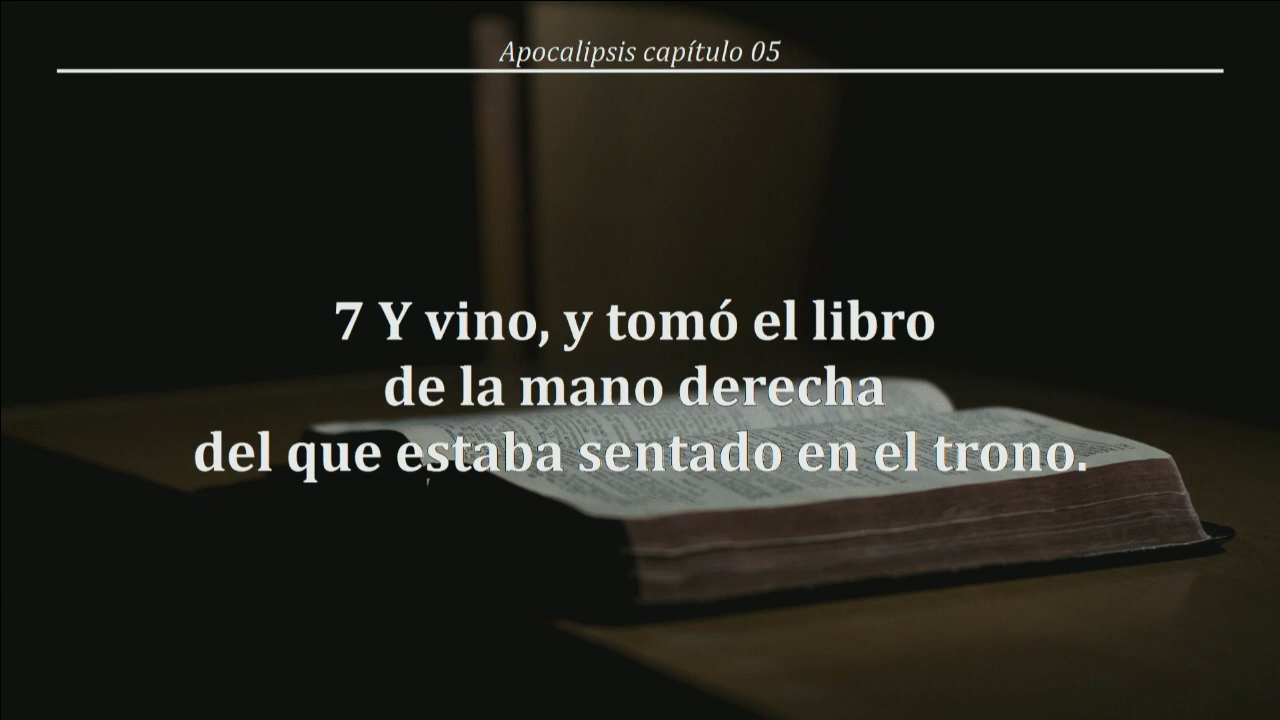 Apocalipsis capítulo 05
7 Y vino, y tomó el libro
de la mano derecha
del que estaba sentado en el trono.